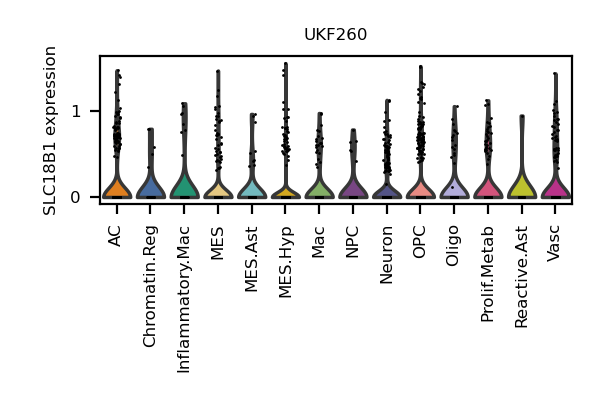 UKF260
SLC18B1 expression
1
0
AC
Chromatin.Reg
Inflammatory.Mac
MES
MES.Ast
MES.Hyp
Mac
NPC
Neuron
OPC
Oligo
Prolif.Metab
Reactive.Ast
Vasc